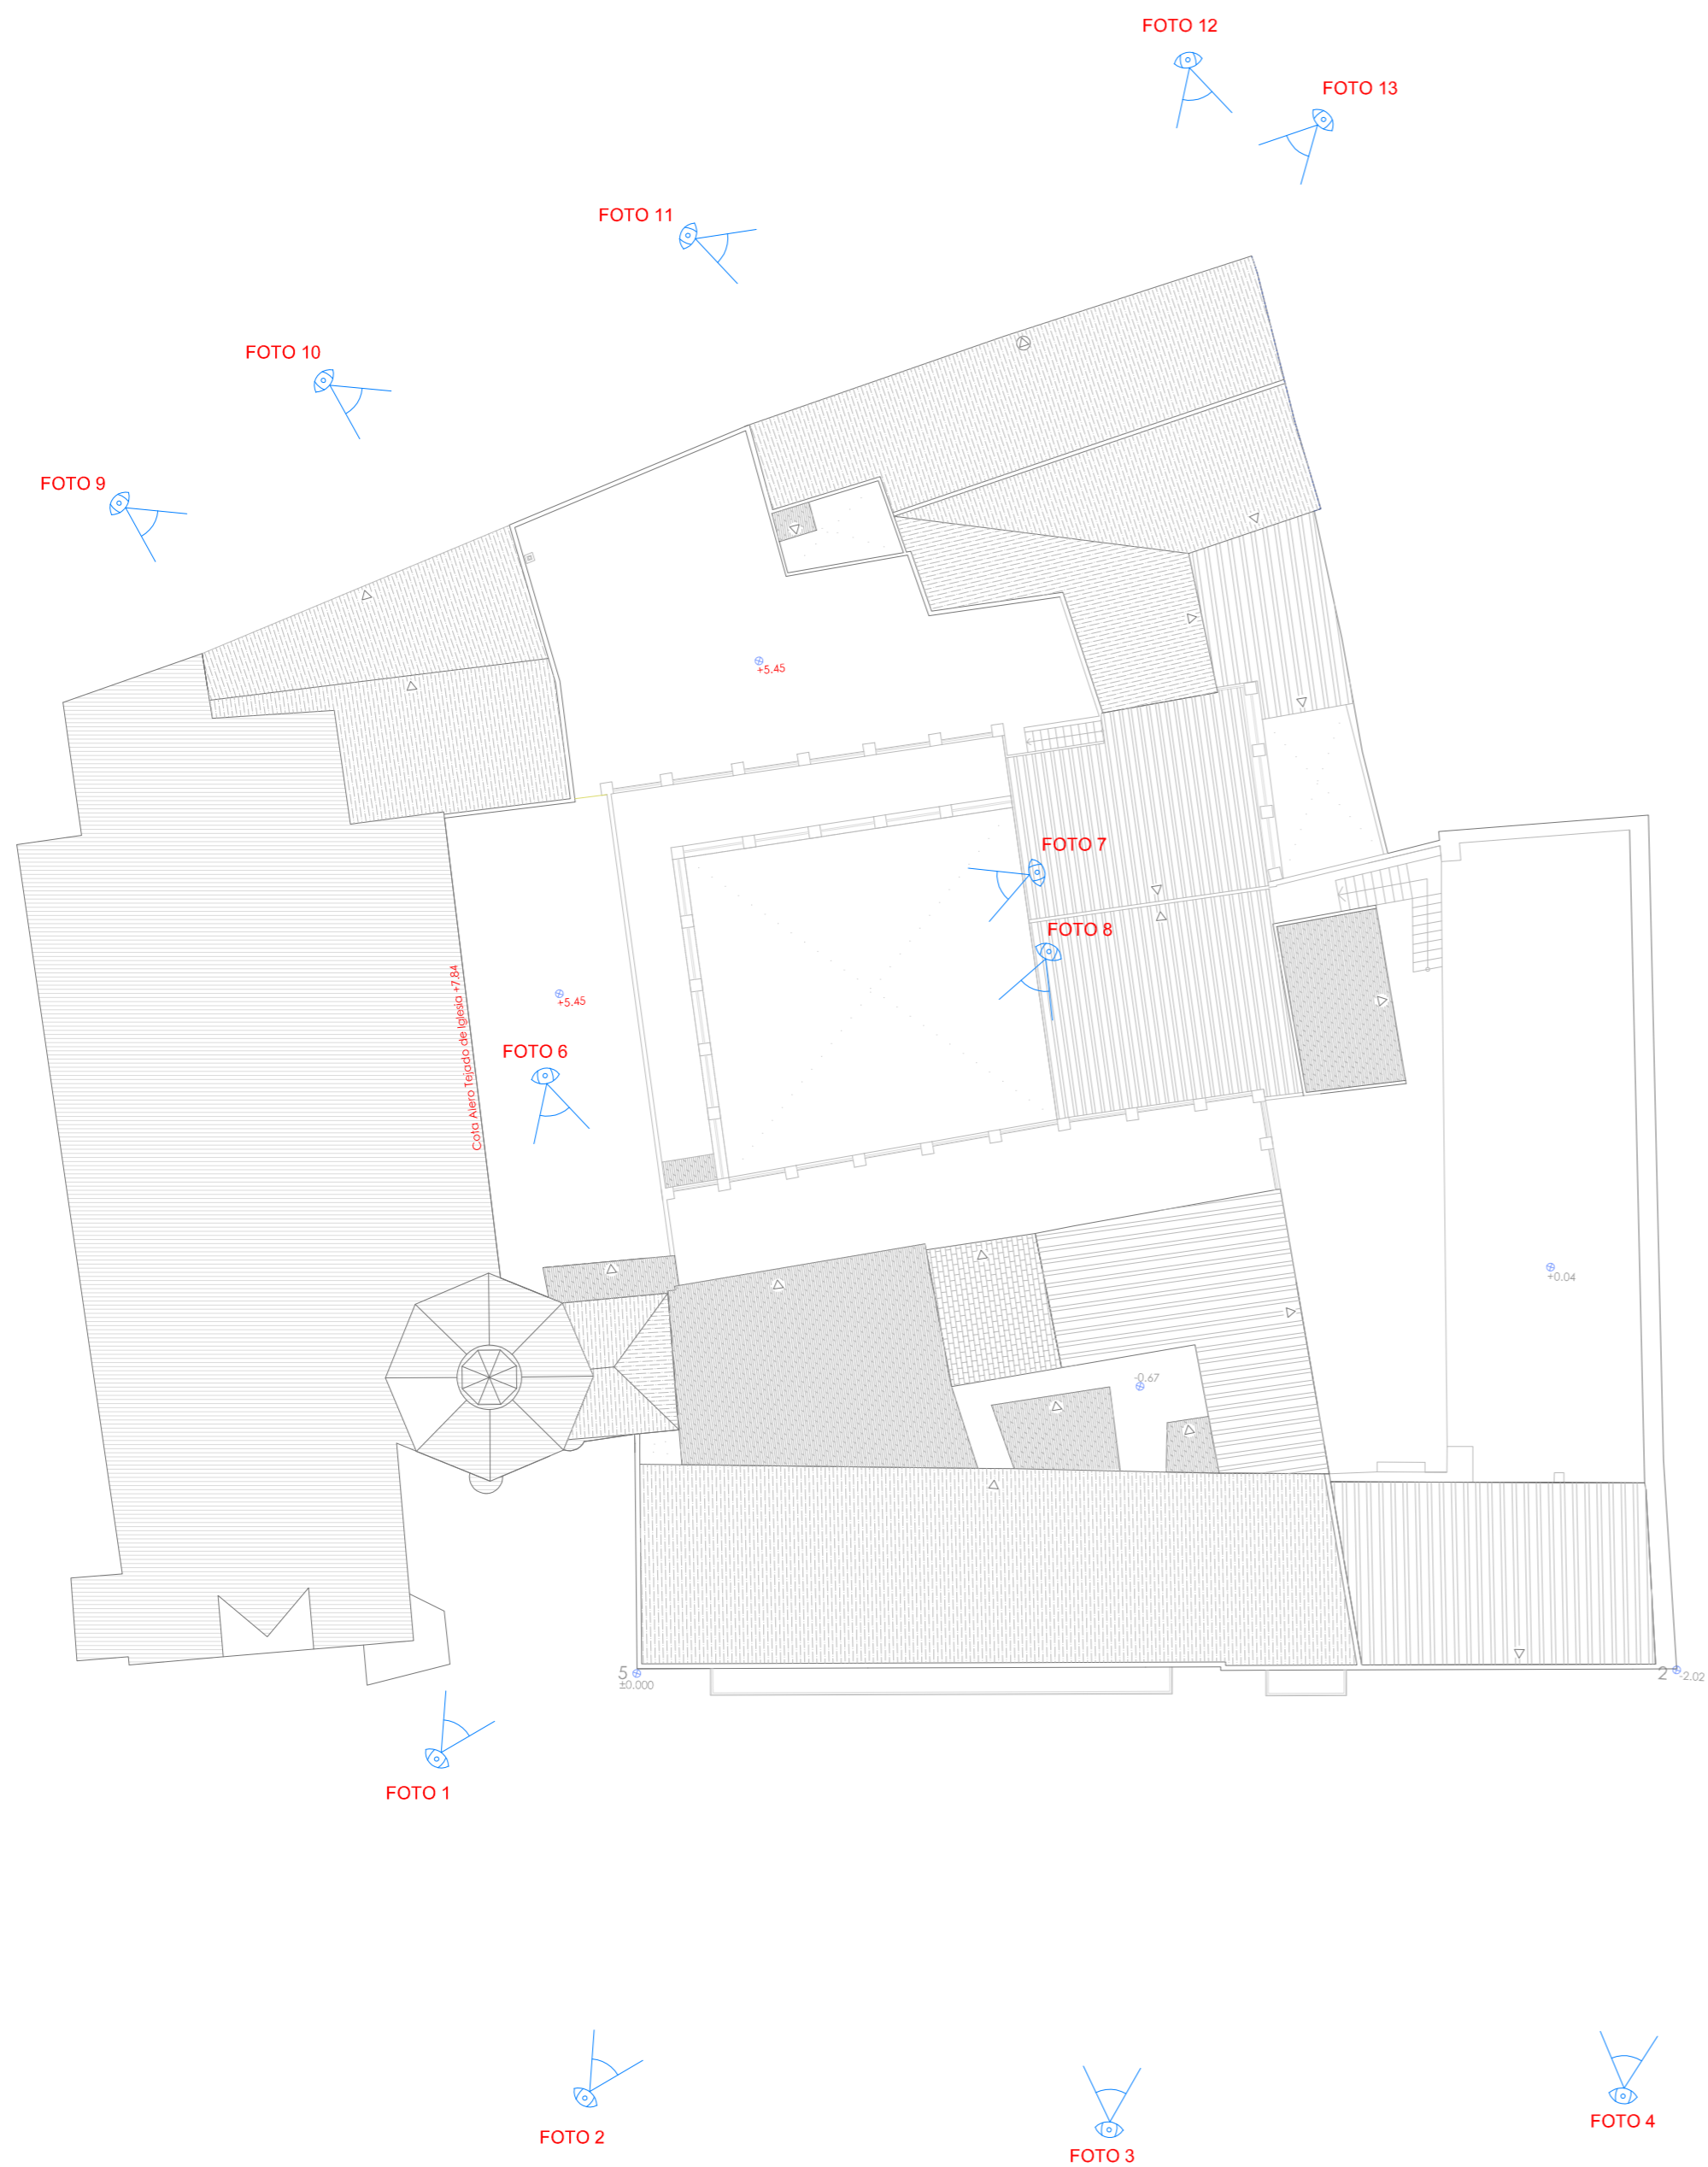 FOTO 12
FOTO 13
FOTO 11
FOTO 10
FOTO 9
+5.45
FOTO 7
FOTO 8
+5.45
Cota Alero Tejado de Iglesia +7.84
FOTO 6
+0.04
-0.67
5
±0.000
2
-2.02
FOTO 1
FOTO 2
FOTO 3
FOTO 4